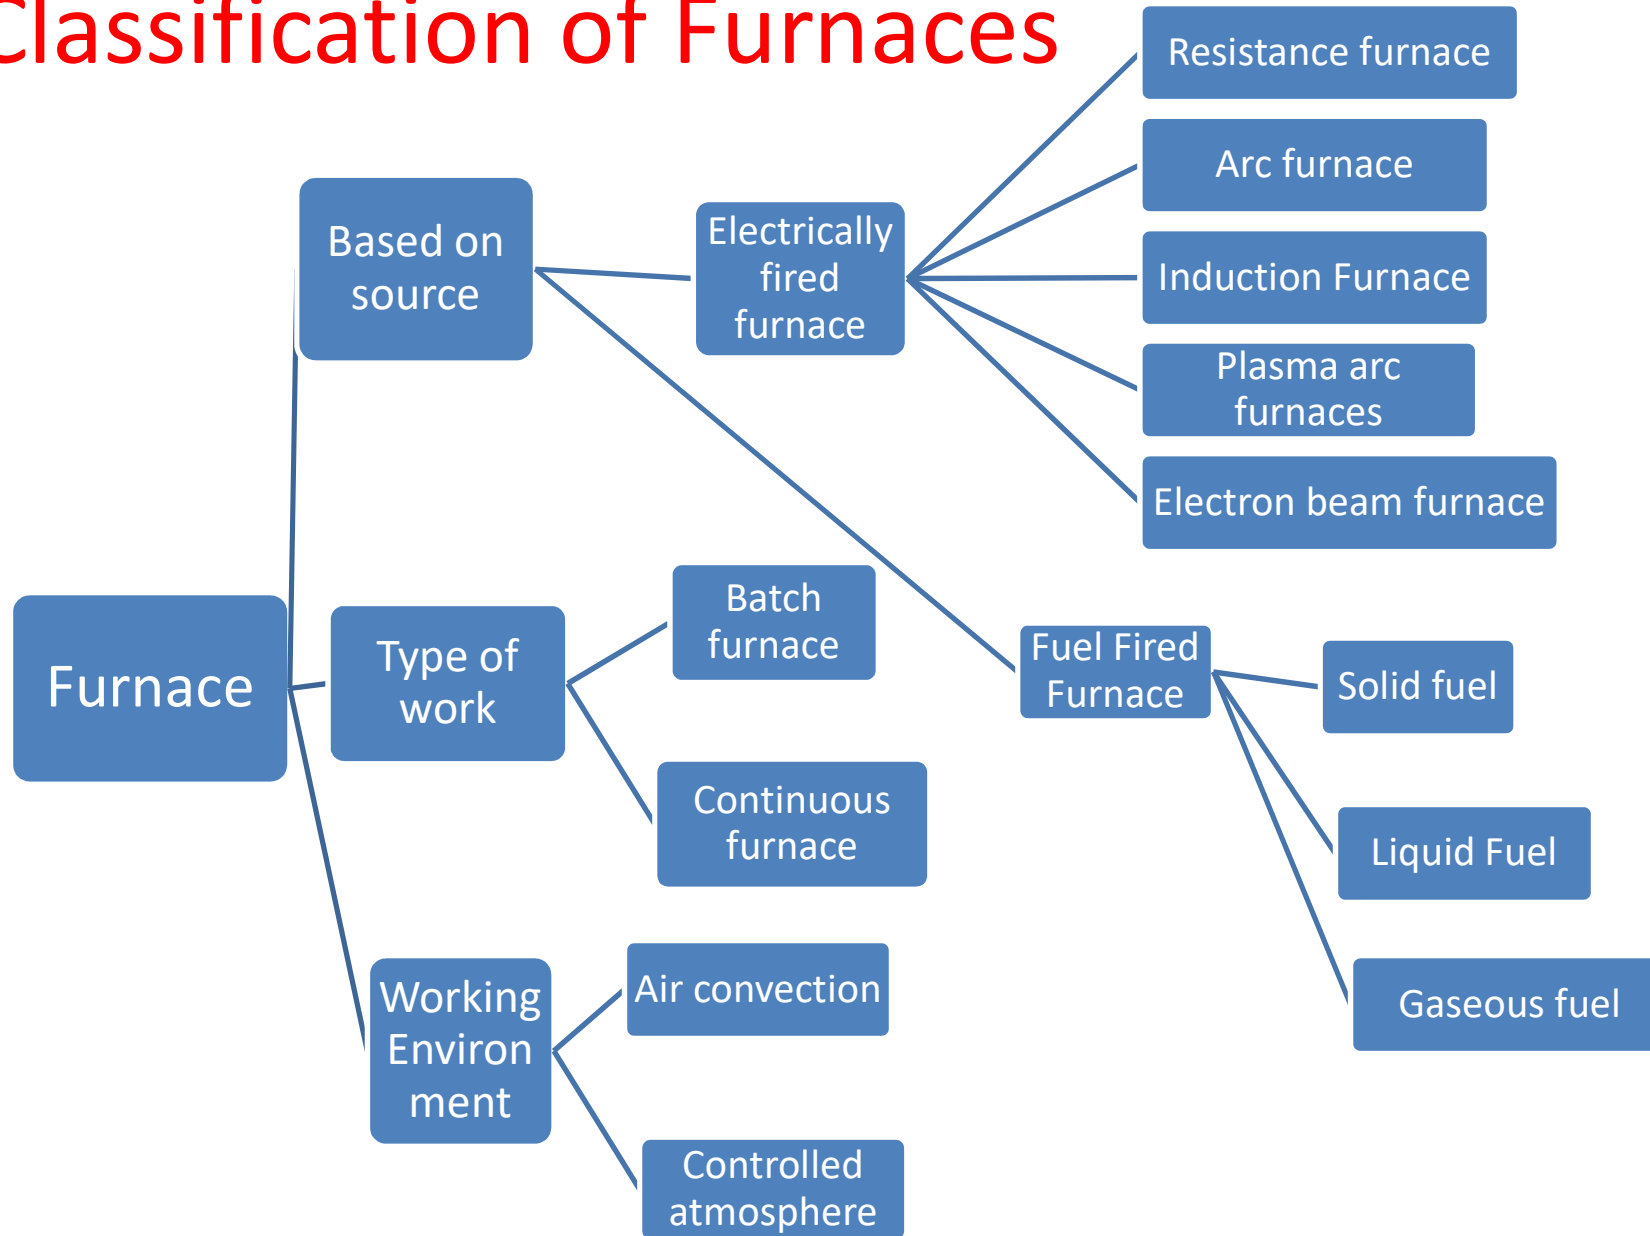 Classification of Furnaces
Furnace
Based on
source
Electrically
fired
furnace
Resistance furnace
Arc furnace
Induction Furnace
Plasma arc
furnaces
Electron beam furnace
Fuel Fired
Furnace
Solid fuel
Liquid Fuel
Gaseous fuel
Type of
work
Batch
furnace
Continuous
furnace
Working
Environ
ment
Air convection
Controlled
atmosphere